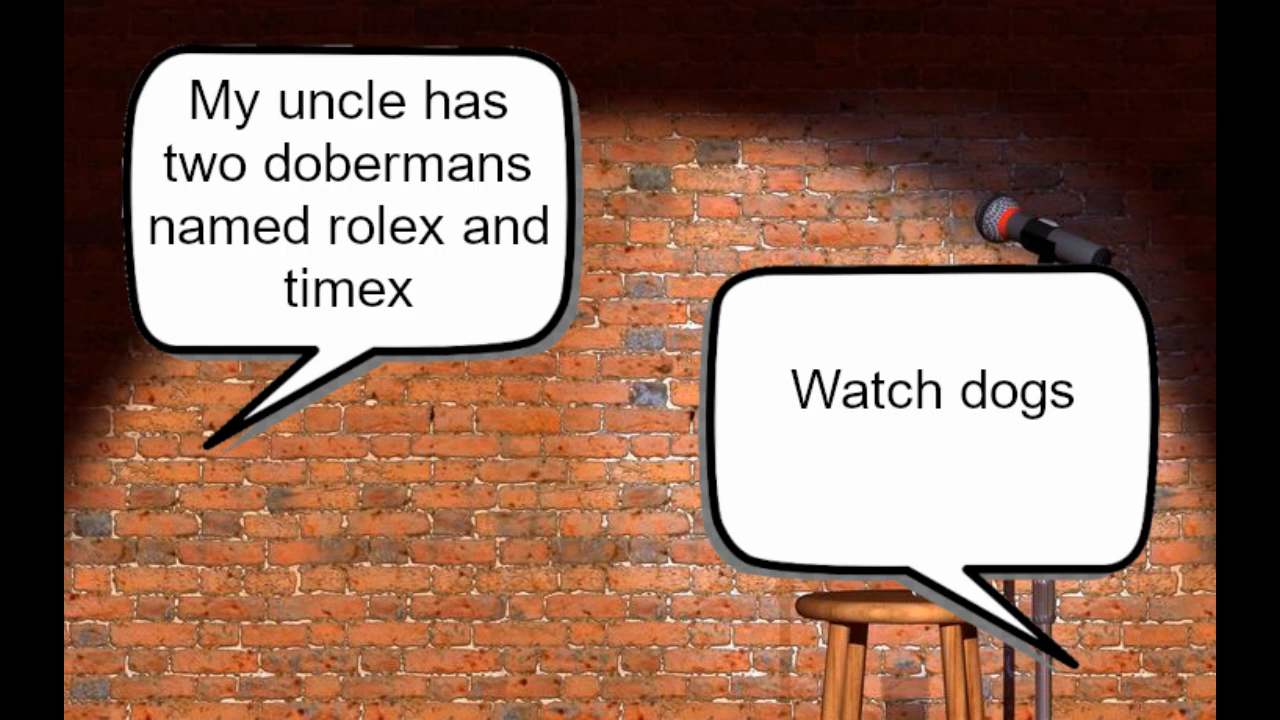 My uncle has
two dobermans
named rolex and
timex
Watch dogs